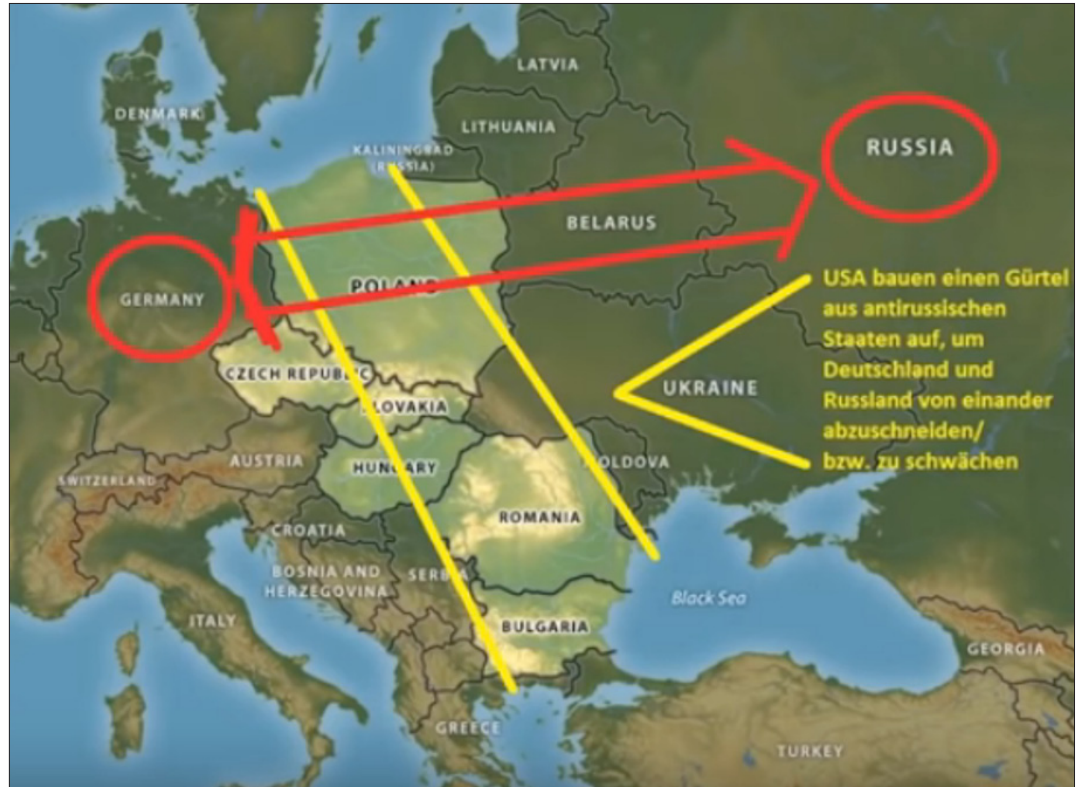 LATVIA
DENMARK
LITHUANIA
KALININGRAD
(RUSSIA)
RUSSIA
BELARUS
POLAND
GERMANY
USA bauen einen Gürtel
aus antirussischen
Staaten auf, um
Deutschland und
Russland von einander
abzuschneiden/
bzw. zu schwächen
CZECH REPUBLIC
UKRAINE
SLOVAKIA
AUSTRIA
HUNGARY
MOLDOVA
SWITZERLAND
ROMANIA
CROATIA
BOSNIA AND
HERZEGOVINA
SERBIA
Black Sea
ITALY
BULGARIA
GEORGIA
GREECE
TURKEY